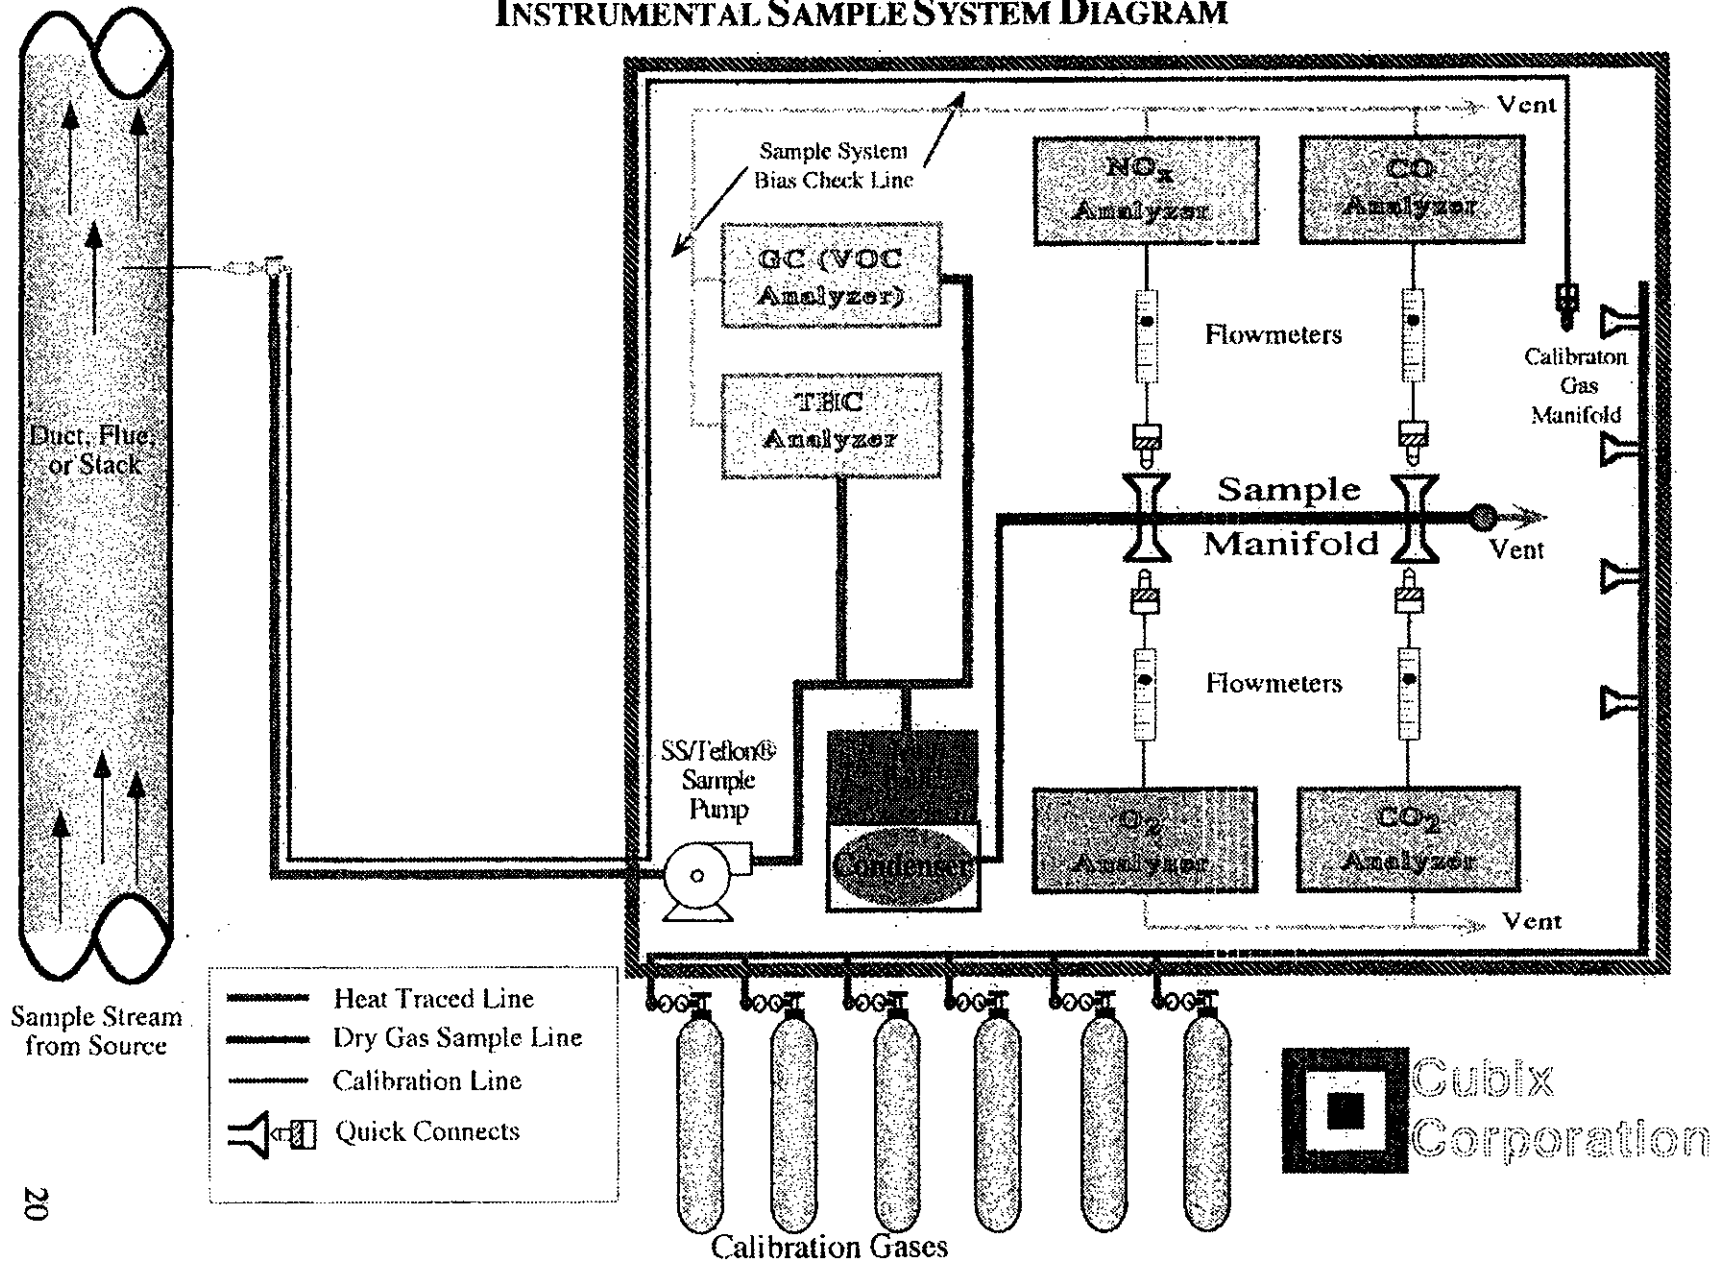 INSTRUMENTAL SAMPLE SYSTEM DIAGRAM
Vent
Sample System
Bias Check Line
NOx
Analyzer
CO
Analyzer
GC (VOC
Analyzer)
Flowmeters
Calibraton
Gas
Manifold
THC
Analyzer
Duct, Flue,
or Stack
Sample
Manifold
Vent
Flowmeters
SS/Teflon®
Sample
Pump
O2
Analyzer
CO2
Analyzer
Condenser
Vent
Sample Stream
from Source
Heat Traced Line
Dry Gas Sample Line
Calibration Line
Quick Connects
Cubix
Corporation
Calibration Gases
20